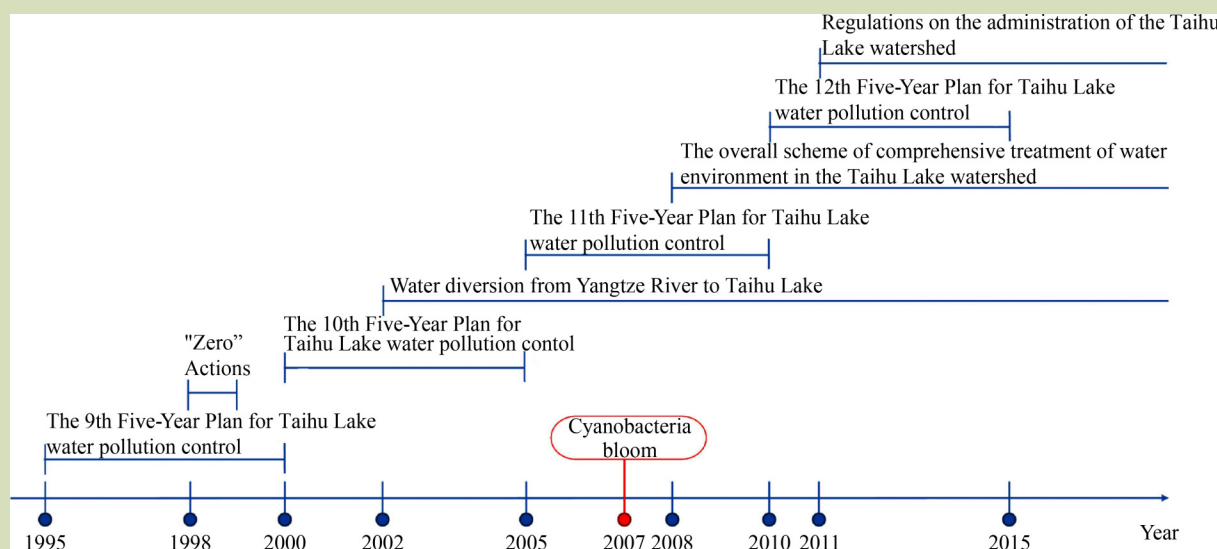 Regulations on the administration of the Taihu
Lake watershed
The 12th Five-Year Plan for Taihu Lake
water pollution control
The overall scheme of comprehensive treatment of water
environment in the Taihu Lake watershed
The 11th Five-Year Plan for Taihu Lake
water pollution control
Water diversion from Yangtze River to Taihu Lake
The 10th Five-Year Plan for
Taihu Lake water pollution contol
"Zero”
Actions
The 9th Five-Year Plan for Taihu Lake
water pollution control
Cyanobacteria
bloom
1995 1998 2000 2002 2005 2007 2008 2010 2011 2015 Year